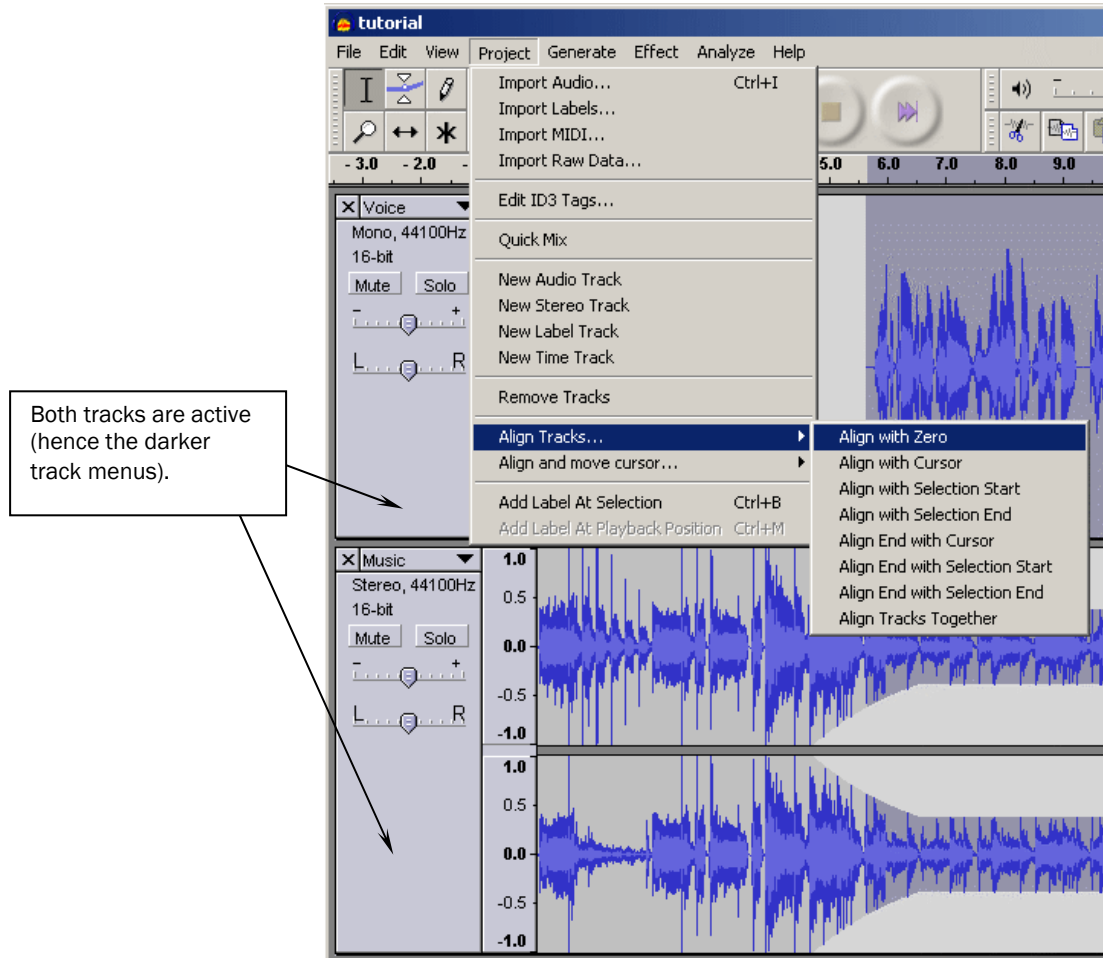 tutorial
File Edit View Project Generate Effect Analyze Help
Import Audio... Ctrl+I
Import Labels...
Import MIDI...
Import Raw Data...
- 3.0 - 2.0 - 5.0 6.0 7.0 8.0 9.0
Edit ID3 Tags...
Quick Mix
New Audio Track
New Stereo Track
New Label Track
New Time Track
Remove Tracks
Align Tracks...
Align and move cursor...
Add Label At Selection Ctrl+B
Add Label At Playback Position Ctrl+M
Align with Zero
Align with Cursor
Align with Selection Start
Align with Selection End
Align End with Cursor
Align End with Selection Start
Align End with Selection End
Align Tracks Together
X Voice
Mono, 44100Hz
16-bit
Mute Solo
- +
L R
Both tracks are active
(hence the darker
track menus).
X Music
Stereo, 44100Hz
16-bit
Mute Solo
- +
L R
1.0
0.5
0.0
-0.5
-1.0
1.0
0.5
0.0
-0.5
-1.0